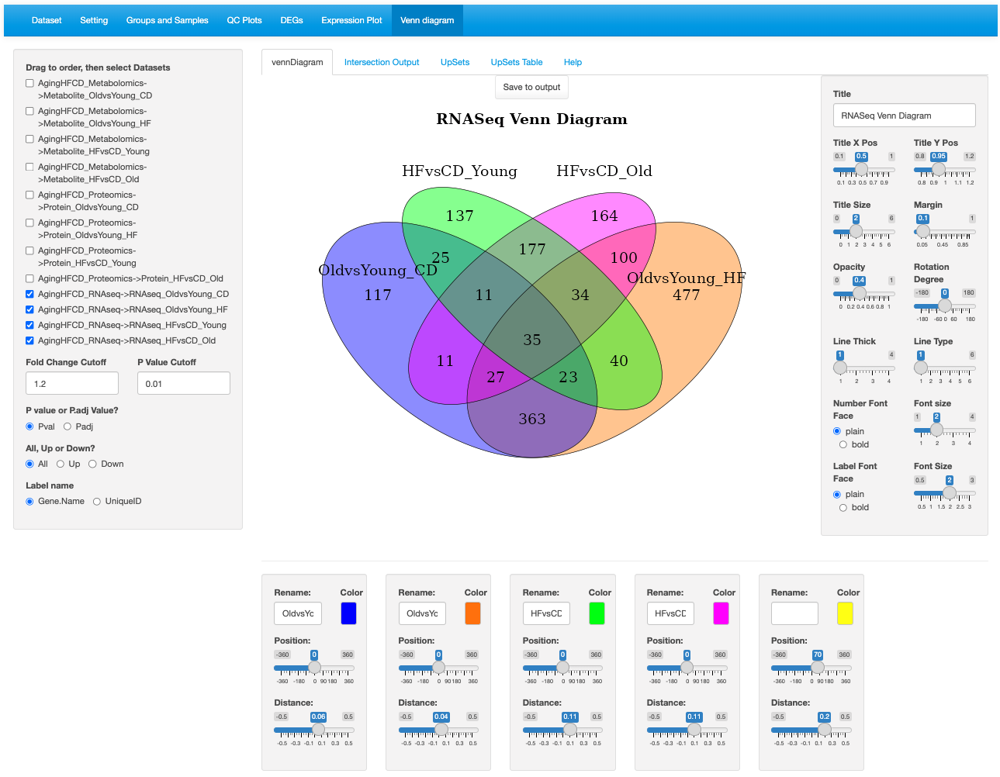 Dataset Setting Groups and Samples QC Plots DEGs Expression Plot Venn diagram
Drag to order, then select Datasets
AgingHFCD_Metabolomics-
>Metabolite_OldvsYoung_CD
AgingHFCD_Metabolomics-
>Metabolite_OldvsYoung_HF
AgingHFCD_Metabolomics-
>Metabolite_HFvsCD_Young
AgingHFCD_Metabolomics-
>Metabolite_HFvsCD_Old
AgingHFCD_Proteomics-
>Protein_OldvsYoung_CD
AgingHFCD_Proteomics-
>Protein_OldvsYoung_HF
AgingHFCD_Proteomics-
>Protein_HFvsCD_Young
AgingHFCD_Proteomics->Protein_HFvsCD_Old
AgingHFCD_RNAseq->RNAseq_OldvsYoung_CD
AgingHFCD_RNAseq->RNAseq_OldvsYoung_HF
AgingHFCD_RNAseq->RNAseq_HFvsCD_Young
AgingHFCD_RNAseq->RNAseq_HFvsCD_Old
Fold Change Cutoff P Value Cutoff
1.2 0.01
P value or P.adj Value?
Pval Padj
All, Up or Down?
All Up Down
Label name
Gene.Name UniqueID
vennDiagram Intersection Output UpSets UpSets Table Help
Save to output
RNASeq Venn Diagram
HFvsCD_Young HFvsCD_Old
137 164
25 177 100
OldvsYoung_CD OldvsYoung_HF
117 11 34 477
35
11 40
27 23
363
Title
RNASeq Venn Diagram
Title X Pos Title Y Pos
0.1 0.5 1 0.8 0.95 1.2
0.1 0.3 0.5 0.7 0.9 0.8 0.9 1 1.1 1.2
Title Size Margin
0 2 6 0.1 1
0 1 2 3 4 5 6 0.05 0.45 0.85
Opacity Rotation
Degree
0 0.4 1 -180 0 180
0 0.2 0.4 0.6 0.8 1 -180 -60 0 60 180
Line Thick Line Type
1 4 1 6
1 2 3 4 1 2 3 4 5 6
Number Font
Face
Font size
1 2 4
plain
bold
1 2 3 4
Label Font
Face
Font Size
0.5 2 3
plain
bold
0.5 1 1.5 2 2.5 3
Rename: Color Rename: Color Rename: Color Rename: Color Rename: Color
OldvsYo OldvsYo HFvsCD HFvsCD
Position: Position: Position: Position: Position:
-360 0 360 -360 0 360 -360 0 360 -360 0 360 -360 70 360
-360 -180 0 90 180 360 -360 -180 0 90 180 360 -360 -180 0 90 180 360 -360 -180 0 90 180 360 -360 -180 0 90 180 360
Distance: Distance: Distance: Distance: Distance:
-0.5 0.06 0.5 -0.5 0.04 0.5 -0.5 0.11 0.5 -0.5 0.11 0.5 -0.5 0.2 0.5
-0.5 -0.3 -0.1 0.1 0.3 0.5 -0.5 -0.3 -0.1 0.1 0.3 0.5 -0.5 -0.3 -0.1 0.1 0.3 0.5 -0.5 -0.3 -0.1 0.1 0.3 0.5 -0.5 -0.3 -0.1 0.1 0.3 0.5